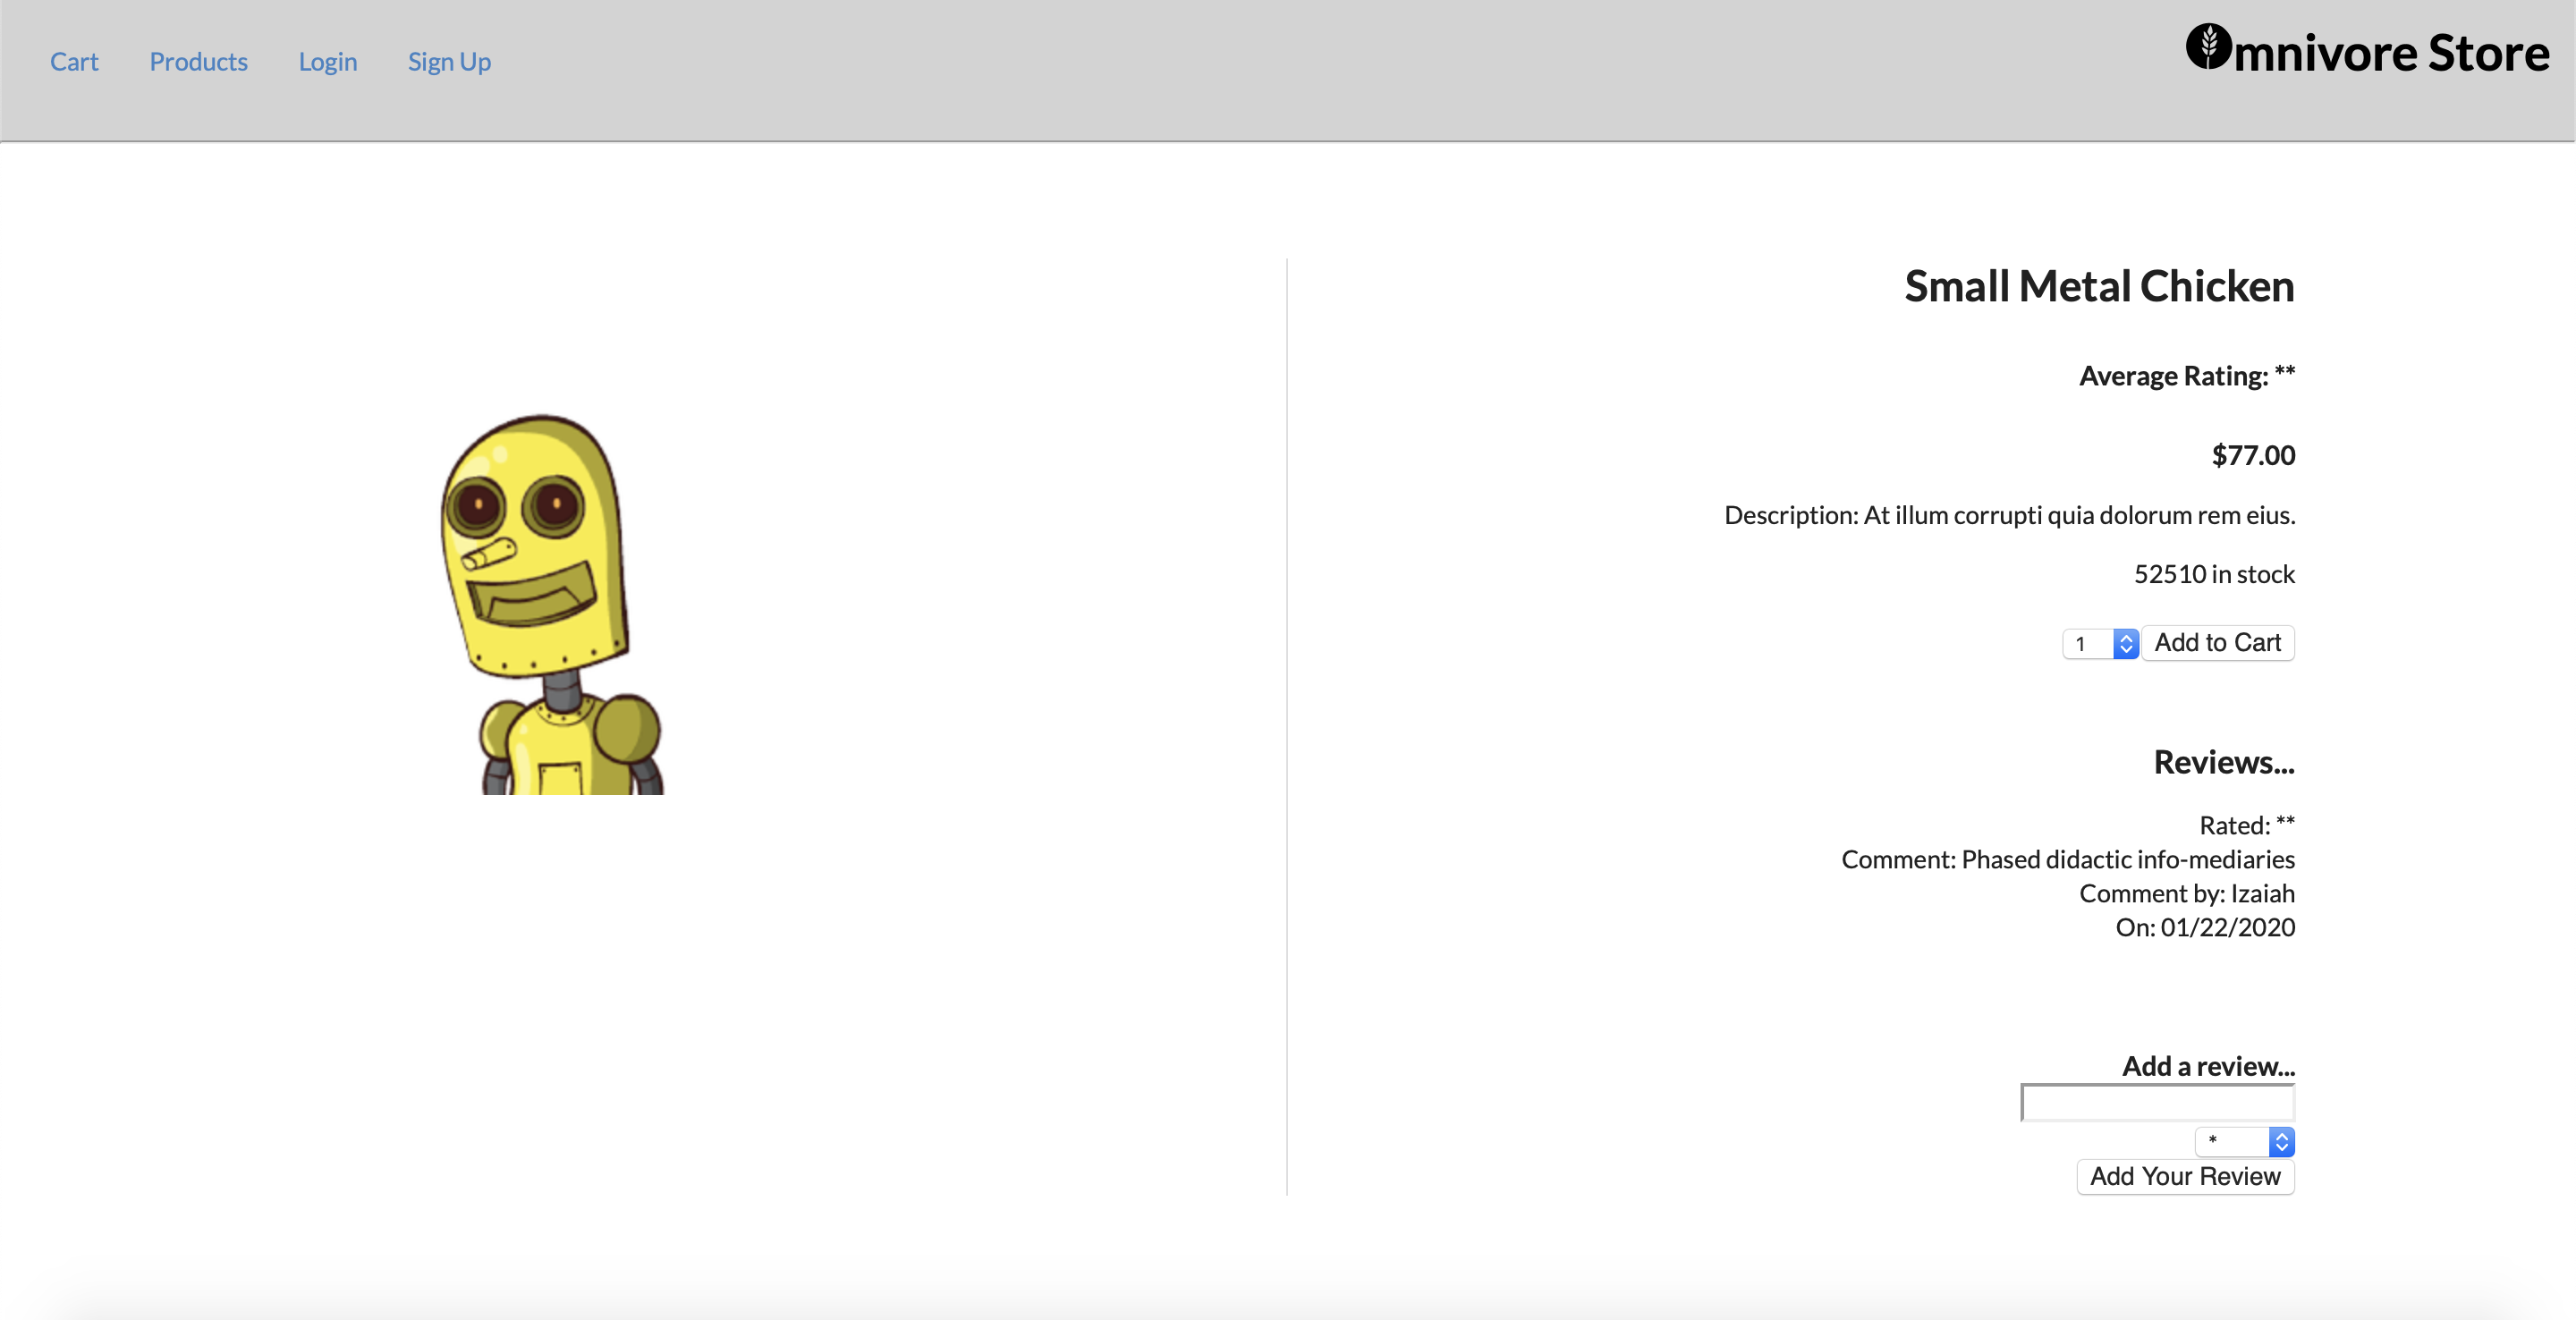 Cart Products Login Sign Up
Omnivore Store
Small Metal Chicken
Average Rating: **
$77.00
Description: At illum corrupti quia dolorum rem eius.
52510 in stock
1 Add to Cart
Reviews...
Rated: **
Comment: Phased didactic info-mediaries
Comment by: Izaiah
On: 01/22/2020
Add a review...
*
Add Your Review